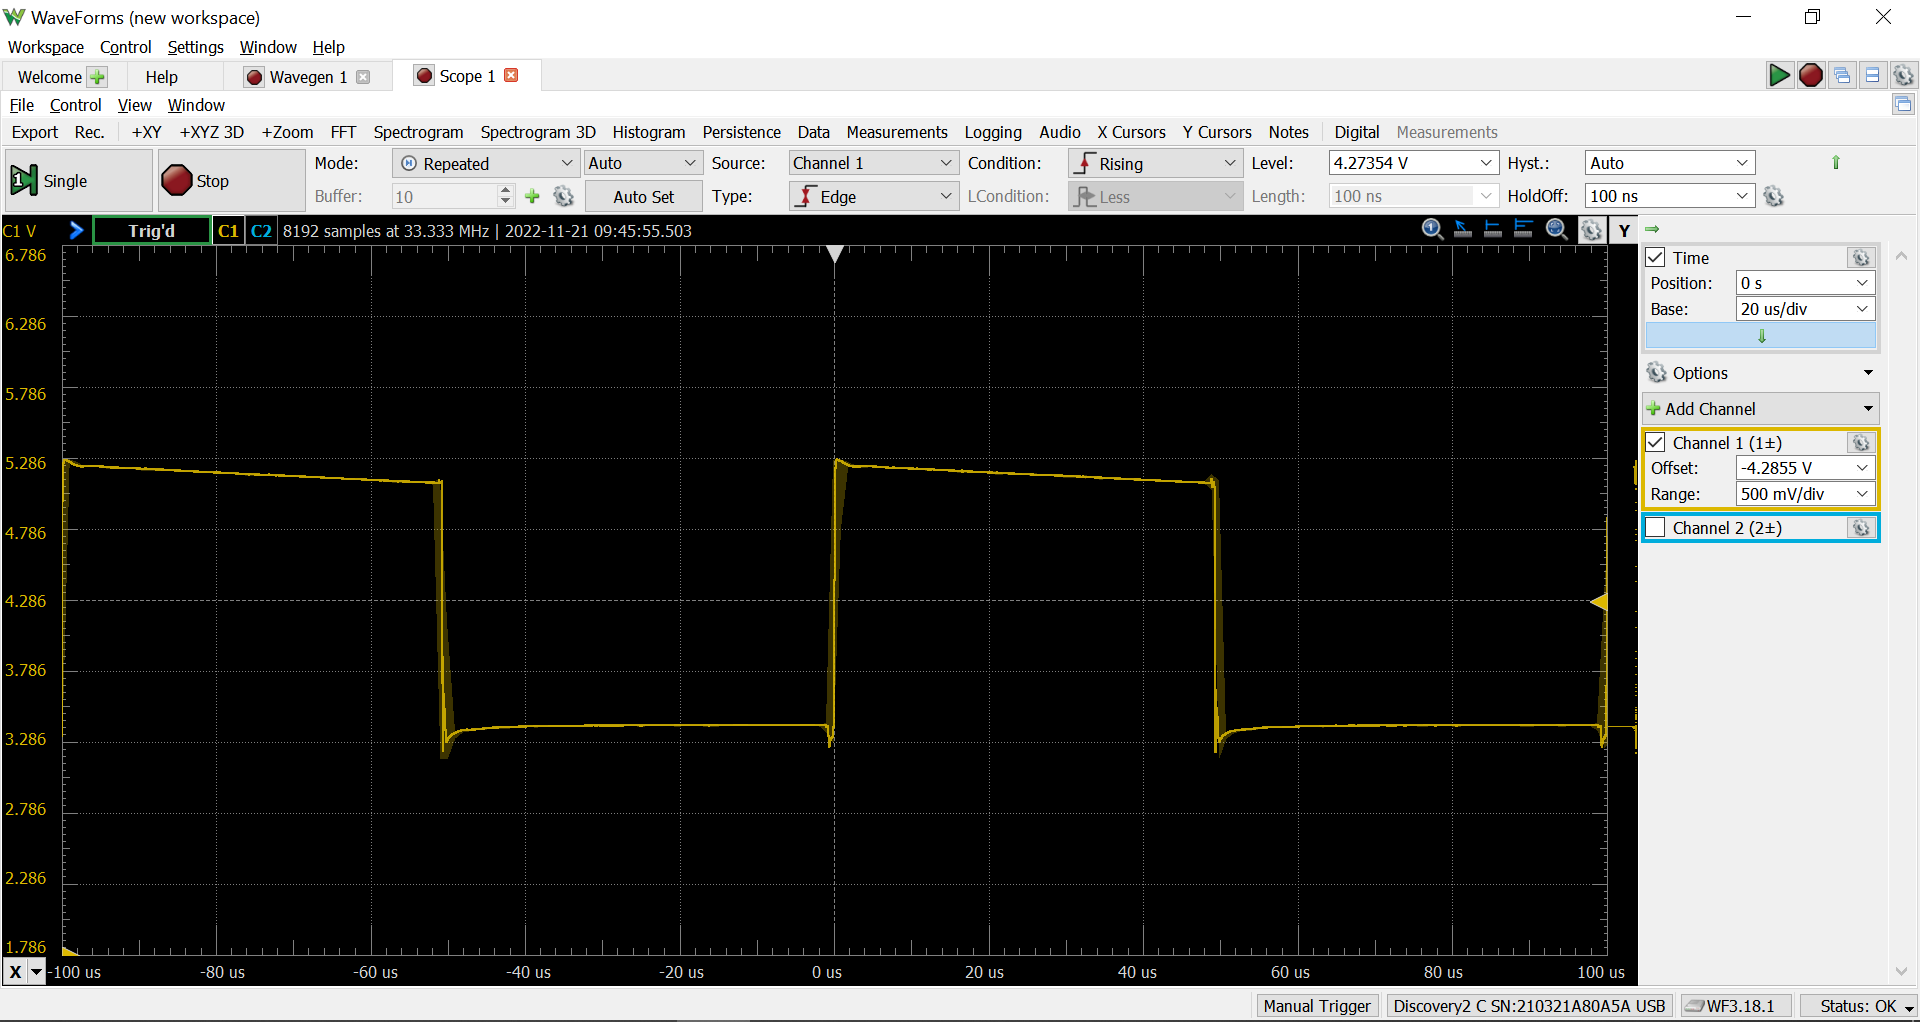 WaveForms (new workspace)
Workspace Control Settings Window Help
Welcome Help Wavegen 1 Scope 1
File Control View Window
Export Rec. +XY +XYZ 3D +Zoom FFT Spectrogram Spectrogram 3D Histogram Persistence Data Measurements Logging Audio X Cursors Y Cursors Notes Digital Measurements
1 Single Stop Mode: Repeated Auto Source: Channel 1 Condition: Rising Level: 4.27354 V Hyst.: Auto
Buffer: 10 Auto Set Type: Edge LCondition: Less Length: 100 ns HoldOff: 100 ns
C1 V Trig'd C1 C2 8192 samples at 33.333 MHz | 2022-11-21 09:45:55.503 Y
6.786
6.286
5.786
5.286
4.786
4.286
3.786
3.286
2.786
2.286
1.786
X -100 us -80 us -60 us -40 us -20 us 0 us 20 us 40 us 60 us 80 us 100 us
Time
Position: 0 s
Base: 20 us/div
Options
Add Channel
Channel 1 (1±)
Offset: -4.2855 V
Range: 500 mV/div
Channel 2 (2±)
Manual Trigger Discovery2 C SN:210321A80A5A USB WF3.18.1 Status: OK